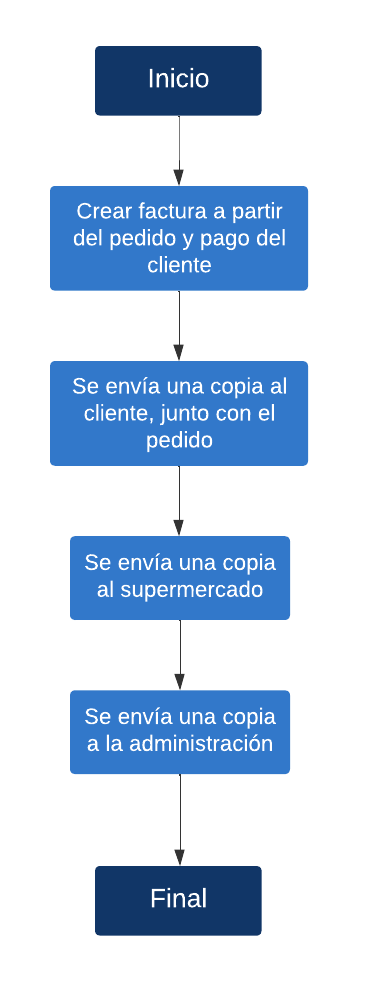 Inicio
Crear factura a partir
del pedido y pago del
cliente
Se envía una copia al
cliente, junto con el
pedido
Se envía una copia
al supermercado
Se envía una copia
a la administración
Final